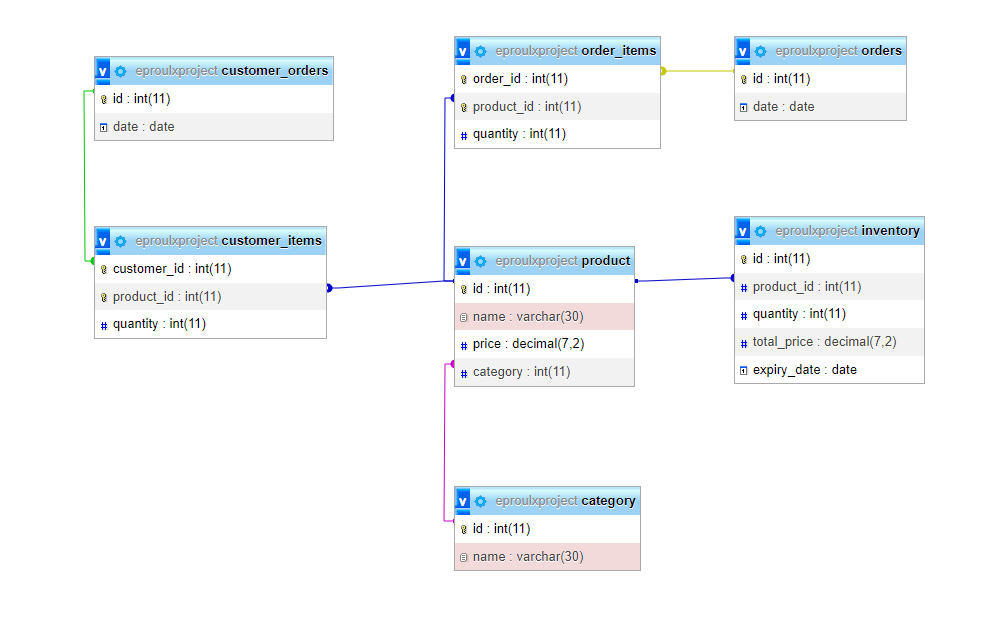 v eproulxproject customer_orders
id : int(11)
date : date
v eproulxproject order_items
order_id : int(11)
product_id : int(11)
# quantity : int(11)
v eproulxproject orders
id : int(11)
date : date
v eproulxproject customer_items
customer_id : int(11)
product_id : int(11)
# quantity : int(11)
v eproulxproject product
id : int(11)
name : varchar(30)
# price : decimal(7,2)
# category : int(11)
v eproulxproject inventory
id : int(11)
# product_id : int(11)
# quantity : int(11)
# total_price : decimal(7,2)
expiry_date : date
v eproulxproject category
id : int(11)
name : varchar(30)